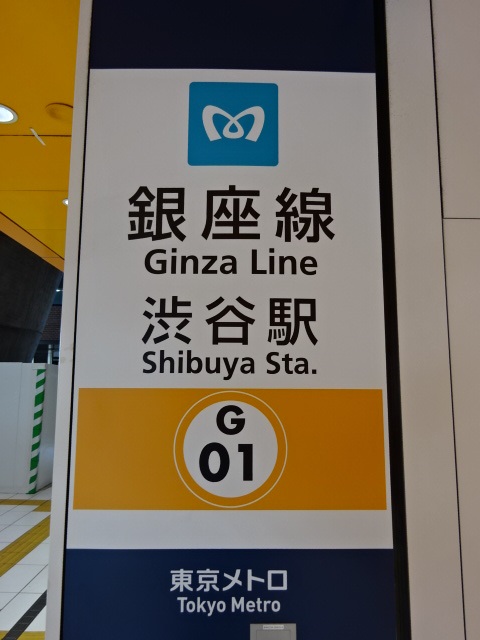 銀座線
Ginza Line
渋谷駅
Shibuya Sta.
G
01
東京メトロ
Tokyo Metro